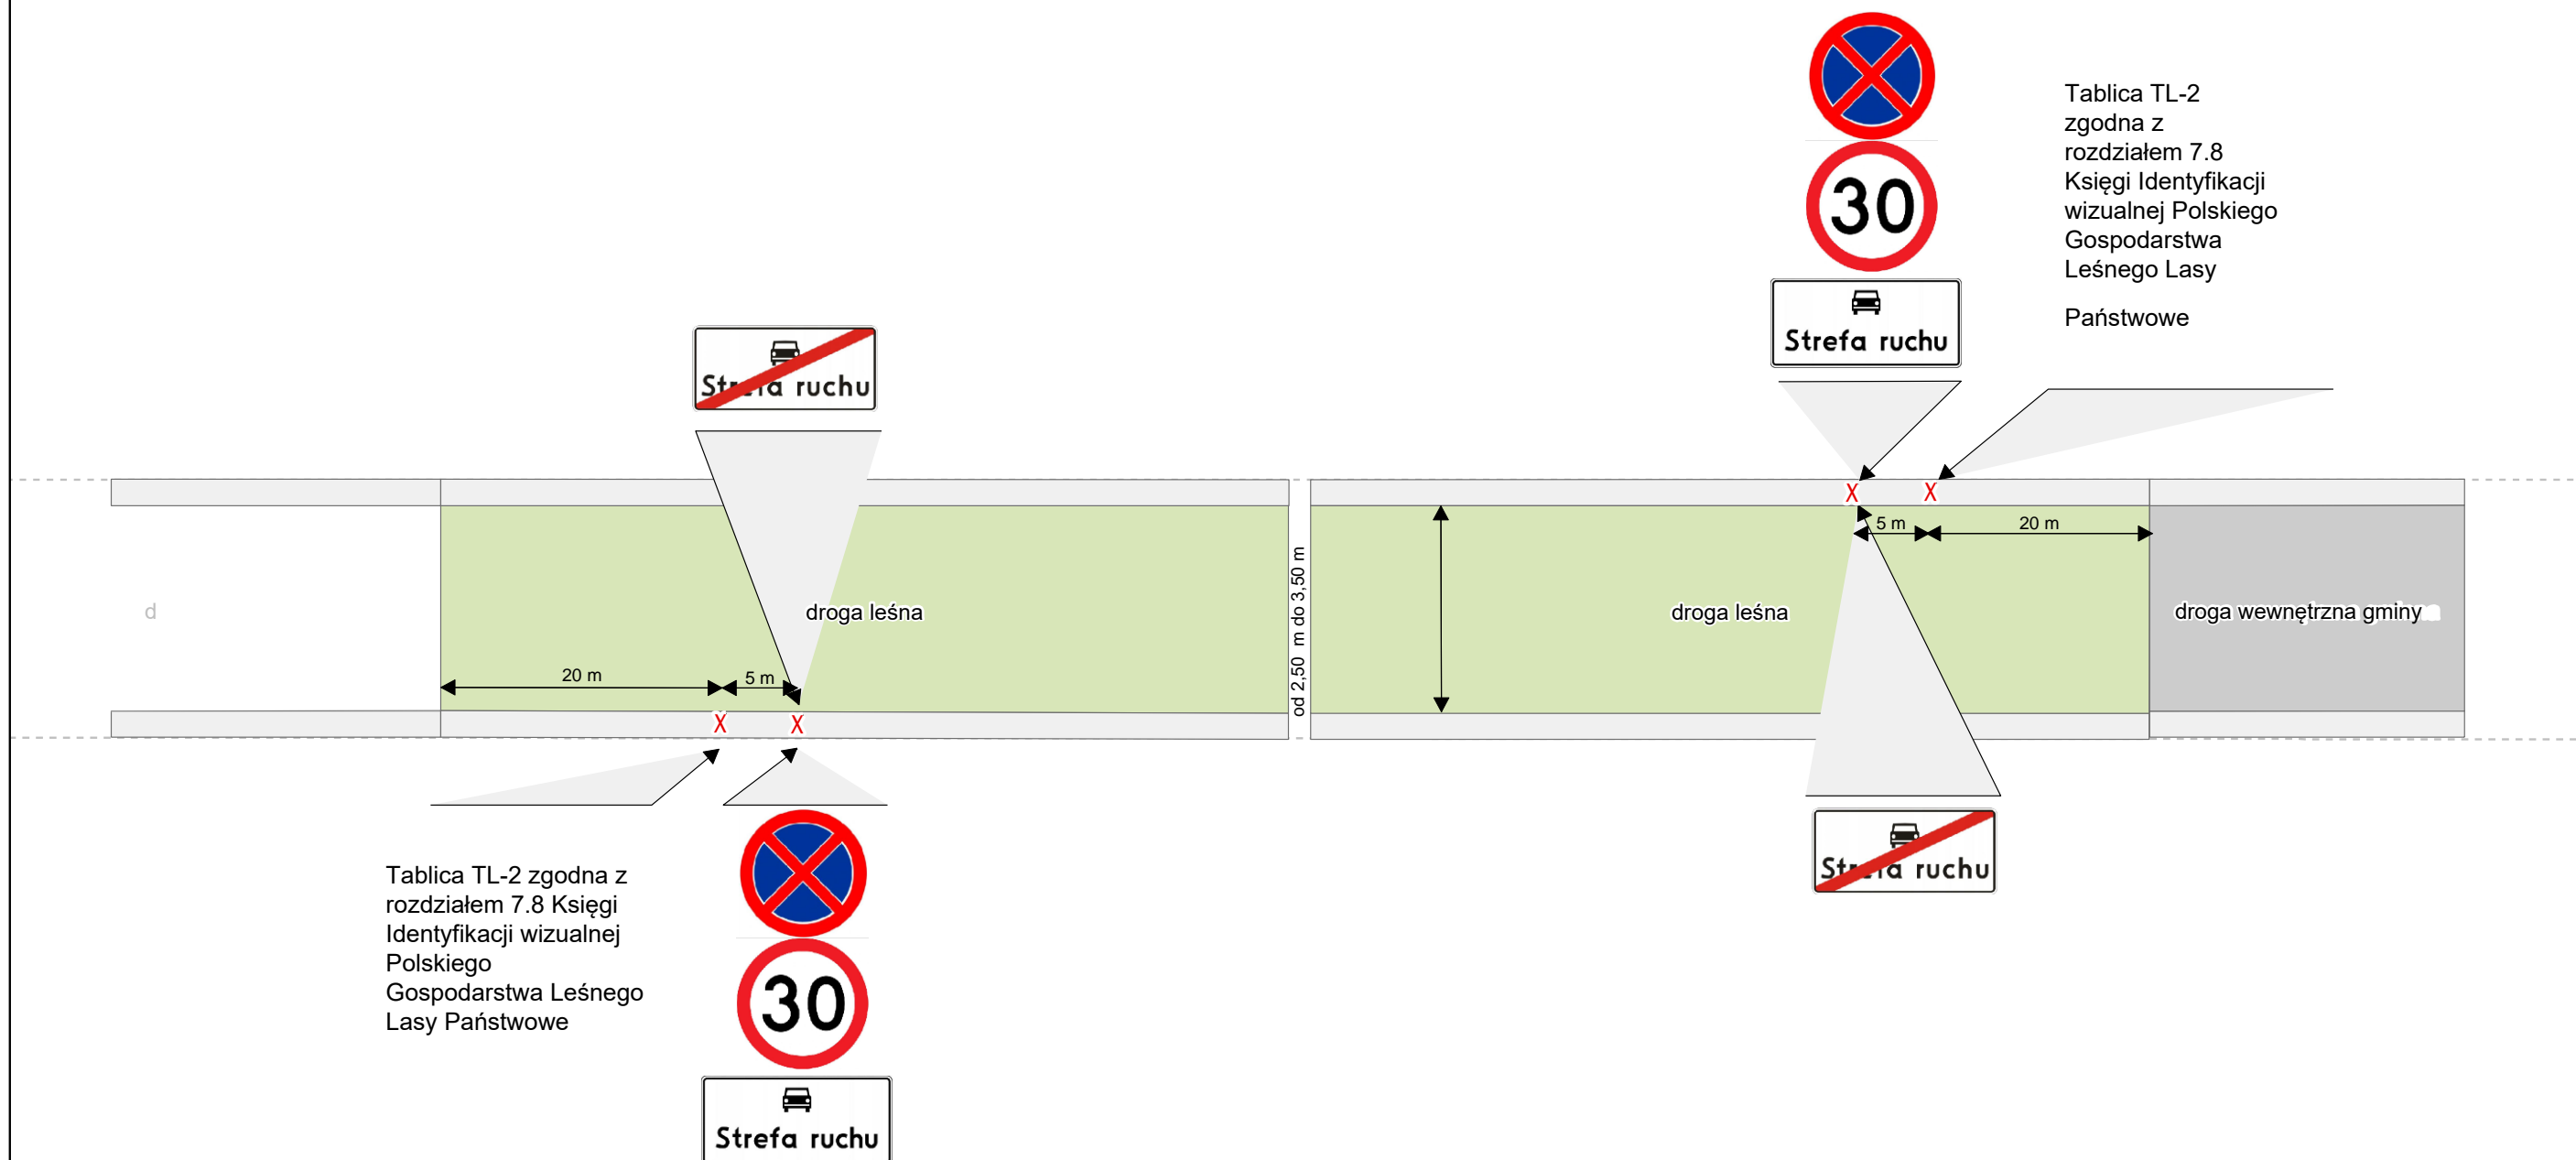 Tablica TL-2
zgodna z
rozdziałem 7.8
Księgi Identyfikacji
wizualnej Polskiego
Gospodarstwa
Leśnego Lasy
Państwowe
30
Strefa ruchu
Strefa ruchu
5 m
20 m
od 2,50 m do 3,50 m
d
droga leśna
droga leśna
droga wewnętrzna gminy
20 m
5 m
Strefa ruchu
Tablica TL-2 zgodna z
rozdziałem 7.8 Księgi
Identyfikacji wizualnej
Polskiego
Gospodarstwa Leśnego
Lasy Państwowe
30
Strefa ruchu